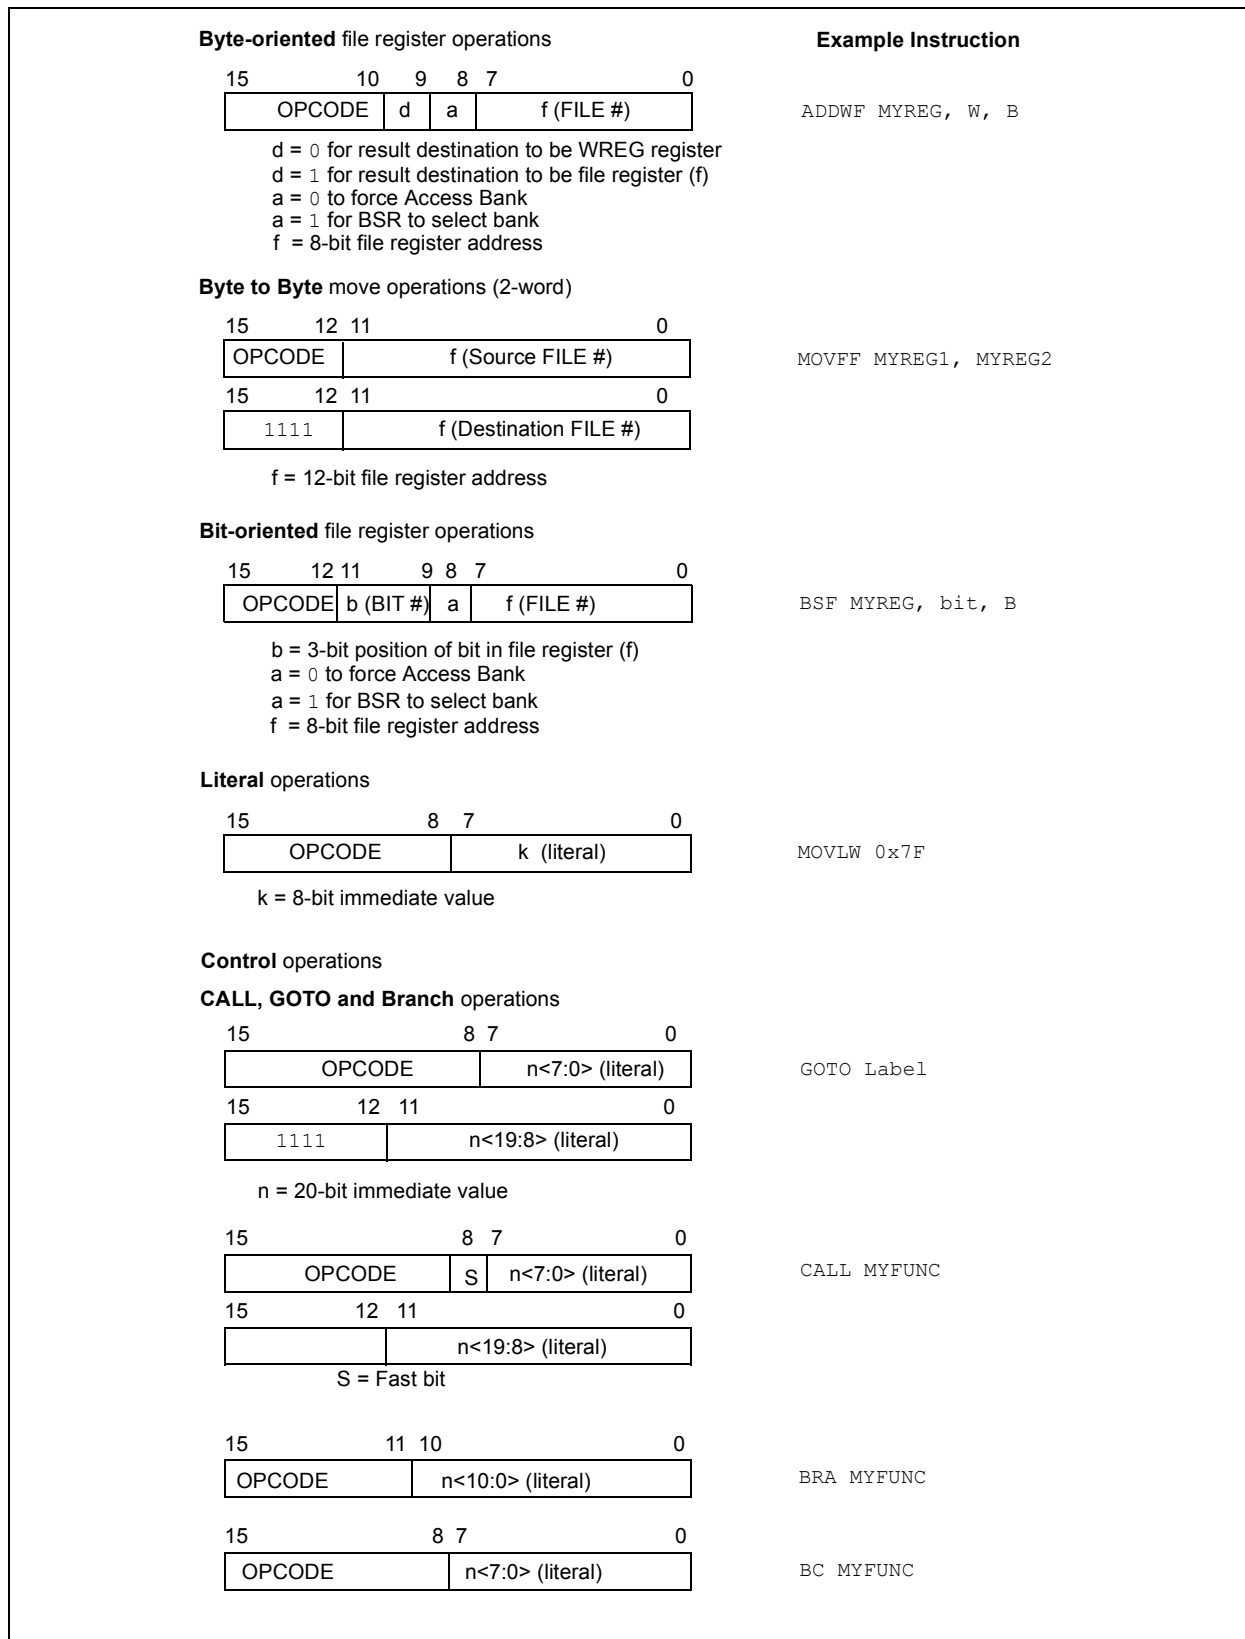 Byte-oriented file register operations Example Instruction
15 10 9 8 7 0
OPCODE d a f (FILE #) ADDWF MYREG, W, B
d = 0 for result destination to be WREG register
d = 1 for result destination to be file register (f)
a = 0 to force Access Bank
a = 1 for BSR to select bank
f = 8-bit file register address
Byte to Byte move operations (2-word)
15 12 11 0
OPCODE f (Source FILE #) MOVFF MYREG1, MYREG2
15 12 11 0
1111 f (Destination FILE #)
f = 12-bit file register address
Bit-oriented file register operations
15 12 11 9 8 7 0
OPCODE b (BIT #) a f (FILE #) BSF MYREG, bit, B
b = 3-bit position of bit in file register (f)
a = 0 to force Access Bank
a = 1 for BSR to select bank
f = 8-bit file register address
Literal operations
15 8 7 0
OPCODE k (literal) MOVLW 0x7F
k = 8-bit immediate value
Control operations
CALL, GOTO and Branch operations
15 8 7 0
OPCODE n<7:0> (literal) GOTO Label
15 12 11 0
1111 n<19:8> (literal)
n = 20-bit immediate value
15 8 7 0
OPCODE S n<7:0> (literal) CALL MYFUNC
15 12 11 0
n<19:8> (literal)
S = Fast bit
15 11 10 0
OPCODE n<10:0> (literal) BRA MYFUNC
15 8 7 0
OPCODE n<7:0> (literal) BC MYFUNC